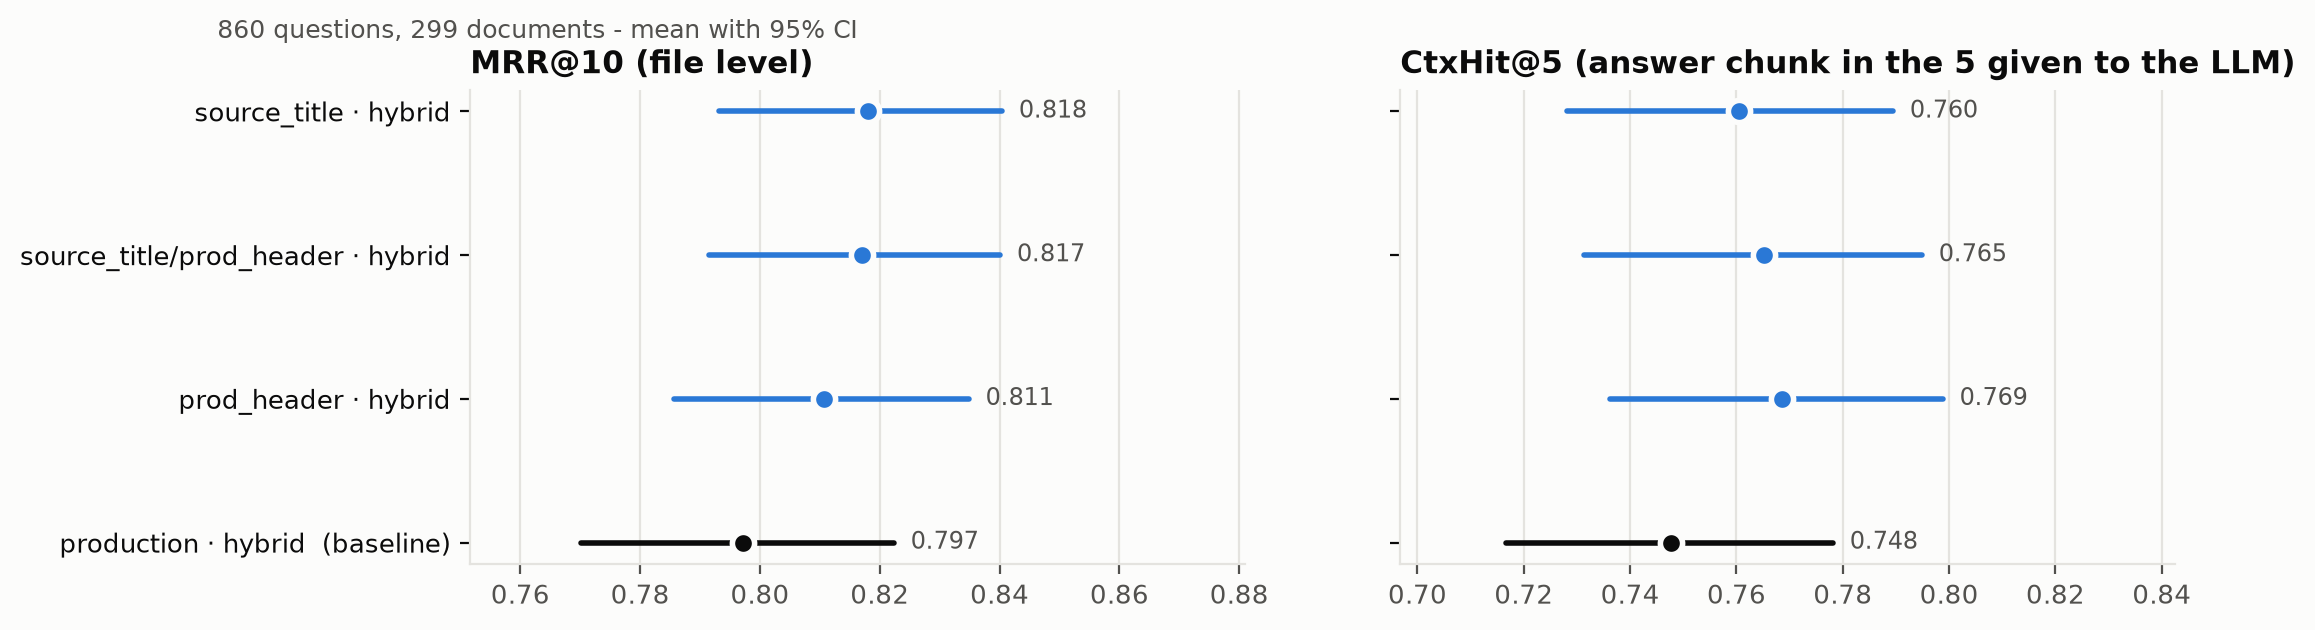 860 questions, 299 documents - mean with 95% CI
MRR@10 (file level)
CtxHit@5 (answer chunk in the 5 given to the LLM)
source_title · hybrid
0.818
0.760
source_title/prod_header · hybrid
0.817
0.765
prod_header · hybrid
0.811
0.769
production · hybrid  (baseline)
0.797
0.748
0.76 0.78 0.80 0.82 0.84 0.86 0.88
0.70 0.72 0.74 0.76 0.78 0.80 0.82 0.84